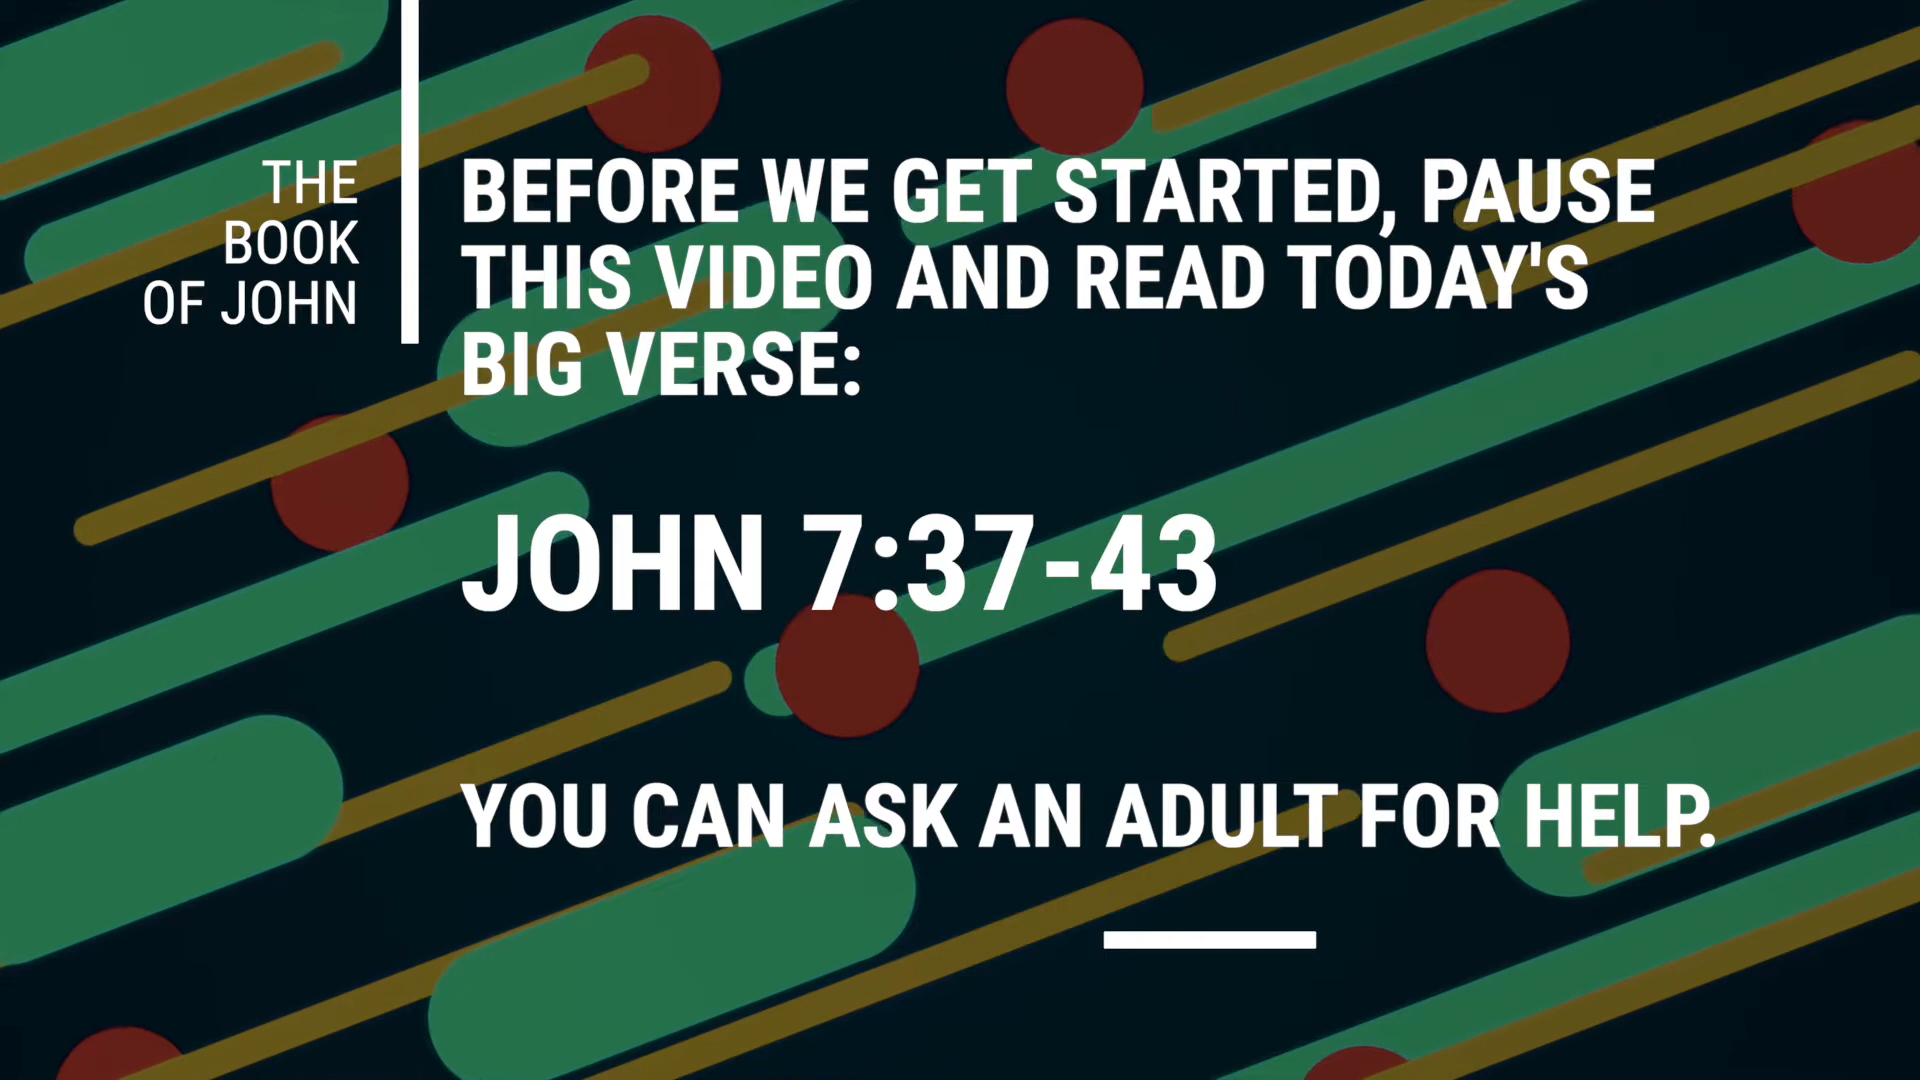 THE
BOOK
OF JOHN
BEFORE WE GET STARTED, PAUSE
THIS VIDEO AND READ TODAY'S
BIG VERSE:
JOHN 7:37-43
YOU CAN ASK AN ADULT FOR HELP.